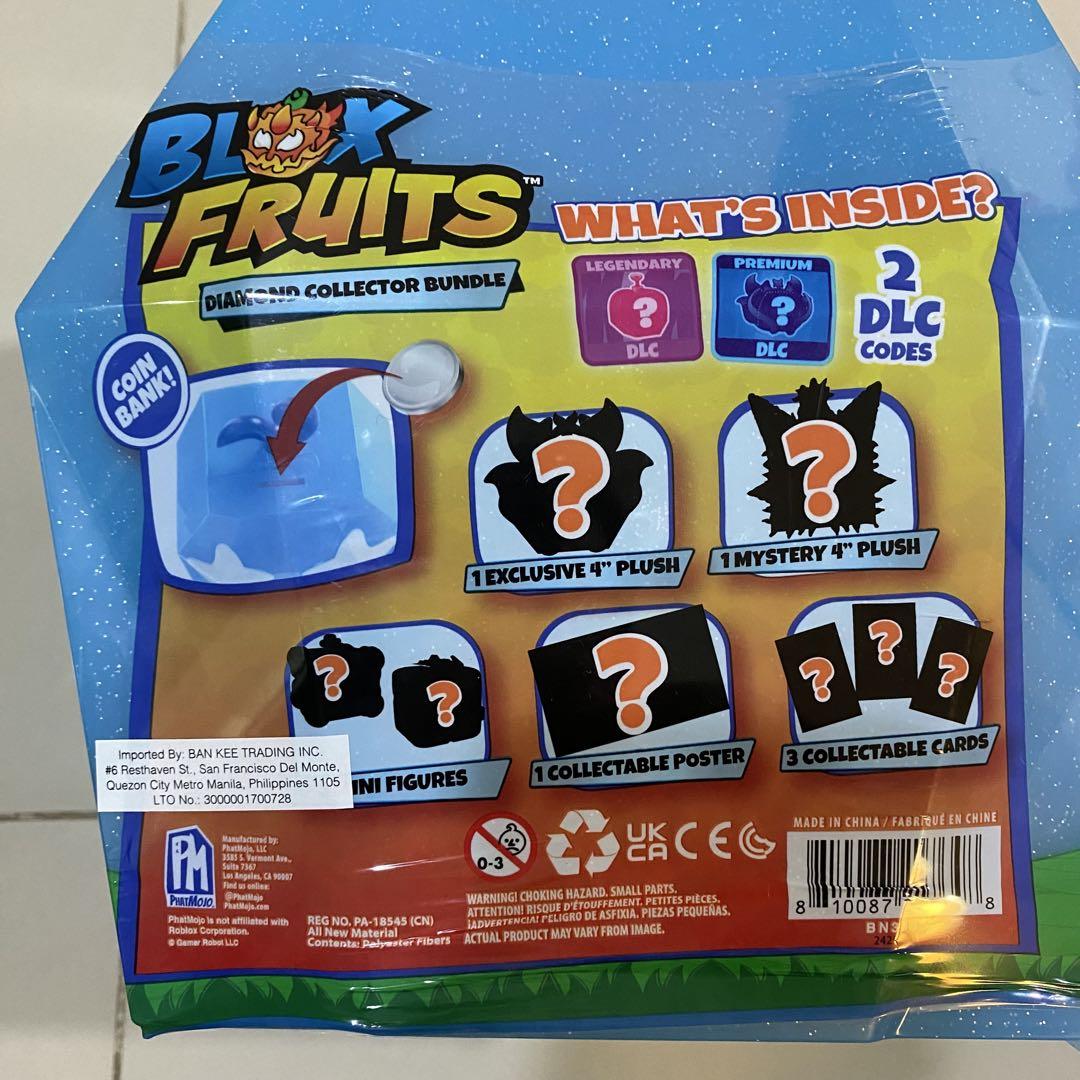 BLOX
FRUITS™
DIAMOND COLLECTOR BUNDLE
WHAT'S INSIDE?
LEGENDARY
?
DLC
PREMIUM
?
DLC
2
DLC
CODES
COIN
BANK!
?
1 EXCLUSIVE 4" PLUSH
?
1 MYSTERY 4" PLUSH
? ?
INI FIGURES
?
1 COLLECTABLE POSTER
? ? ?
3 COLLECTABLE CARDS
Imported By: BAN KEE TRADING INC.
#6 Resthaven St., San Francisco Del Monte,
Quezon City Metro Manila, Philippines 1105
LTO No.: 3000001700728
PM
PHATMOJO
Manufactured by:
PhatMojo, LLC
3585 S. Vermont Ave.,
Suite 7367
Los Angeles, CA 90007
Find us online:
@PhatMojo
PhatMojo.com
PhatMojo is not affiliated with
Roblox Corporation.
© Gamer Robot LLC
REG NO. PA-18545 (CN)
All New Material
Contents: Polyester Fibers
0-3
UK
CA
CE
WARNING! CHOKING HAZARD. SMALL PARTS.
ATTENTION! RISQUE D'ÉTOUFFEMENT. PETITES PIÈCES.
¡ADVERTENCIA! PELIGRO DE ASFIXIA. PIEZAS PEQUEÑAS.
ACTUAL PRODUCT MAY VARY FROM IMAGE.
MADE IN CHINA / FABRIQUÉ EN CHINE
8 10087 8